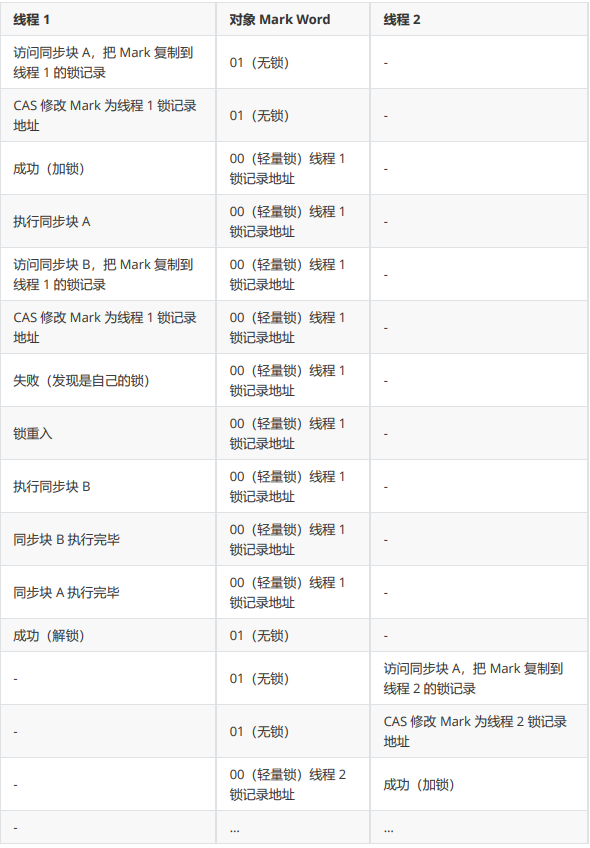 线程 1
对象 Mark Word
线程 2
访问同步块 A，把 Mark 复制到
线程 1 的锁记录
01（无锁）
-
CAS 修改 Mark 为线程 1 锁记录
地址
01（无锁）
-
成功（加锁）
00（轻量锁）线程 1
锁记录地址
-
执行同步块 A
00（轻量锁）线程 1
锁记录地址
-
访问同步块 B，把 Mark 复制到
线程 1 的锁记录
00（轻量锁）线程 1
锁记录地址
-
CAS 修改 Mark 为线程 1 锁记录
地址
00（轻量锁）线程 1
锁记录地址
-
失败（发现是自己的锁）
00（轻量锁）线程 1
锁记录地址
-
锁重入
00（轻量锁）线程 1
锁记录地址
-
执行同步块 B
00（轻量锁）线程 1
锁记录地址
-
同步块 B 执行完毕
00（轻量锁）线程 1
锁记录地址
-
同步块 A 执行完毕
00（轻量锁）线程 1
锁记录地址
-
成功（解锁）
01（无锁）
-
-
01（无锁）
访问同步块 A，把 Mark 复制到
线程 2 的锁记录
-
01（无锁）
CAS 修改 Mark 为线程 2 锁记录
地址
-
00（轻量锁）线程 2
锁记录地址
成功（加锁）
-
...
...